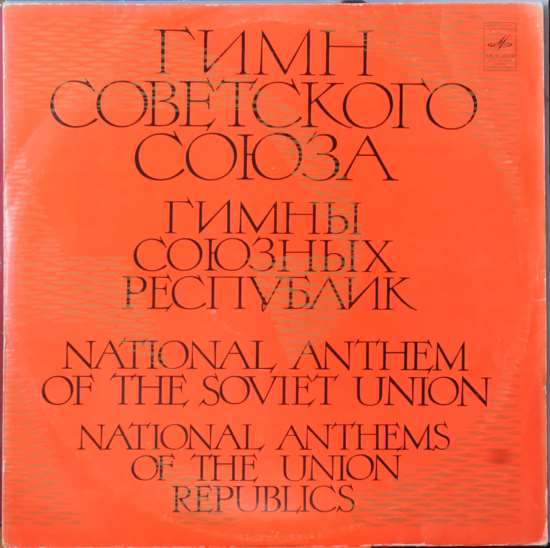 ГИМН
СОВЕТСКОГО
СОЮЗА
ГИМНЫ
СОЮЗНЫХ
РЕСПУБЛИК
NATIONAL ANTHEM
OF THE SOVIET UNION
NATIONAL ANTHEMS
OF THE UNION
REPUBLICS